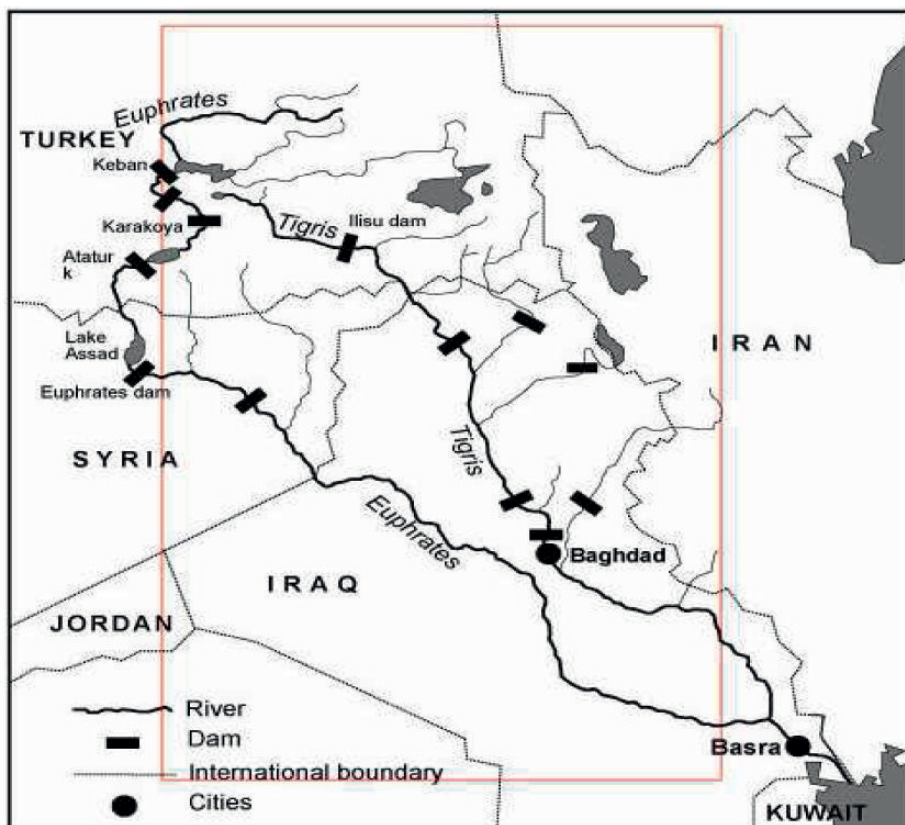 Euphrates
TURKEY
Keban
Karakoya
Tigris
Ilisu dam
Atatur
k
Lake
Assad
Euphrates dam
IRAN
SYRIA
Tigris
Euphrates
Baghdad
IRAQ
JORDAN
River
Dam
International boundary
Cities
Basra
KUWAIT